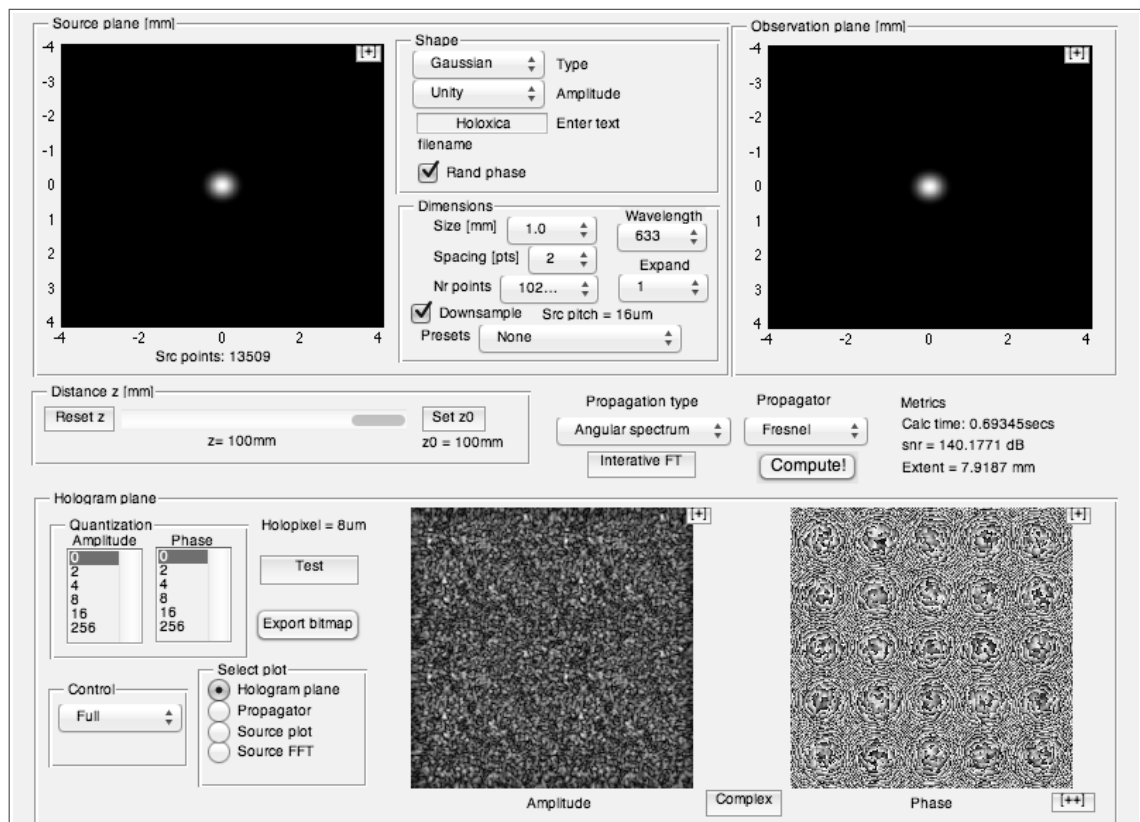 Source plane [mm]
-4
-3
-2
-1
0
1
2
3
4
-4
-2
0
2
4
[+]
Src points: 13509
Shape
Gaussian
Type
Unity
Amplitude
Holoxica
Enter text
filename
Rand phase
Dimensions
Size [mm]
1.0
Wavelength
633
Spacing [pts]
2
Expand
Nr points
102...
1
Downsample
Src pitch = 16um
Presets
None
Observation plane [mm]
-4
-3
-2
-1
0
1
2
3
4
-4
-2
0
2
4
[+]
Distance z [mm]
Reset z
Set z0
z= 100mm
z0 = 100mm
Propagation type
Angular spectrum
Interative FT
Propagator
Fresnel
Compute!
Metrics
Calc time: 0.69345secs
snr = 140.1771 dB
Extent = 7.9187 mm
Hologram plane
Quantization
Amplitude
0
2
4
8
16
256
Phase
0
2
4
8
16
256
Holopixel = 8um
Test
Export bitmap
Control
Full
Select plot
Hologram plane
Propagator
Source plot
Source FFT
[+]
Amplitude
Complex
[+]
Phase
[++]